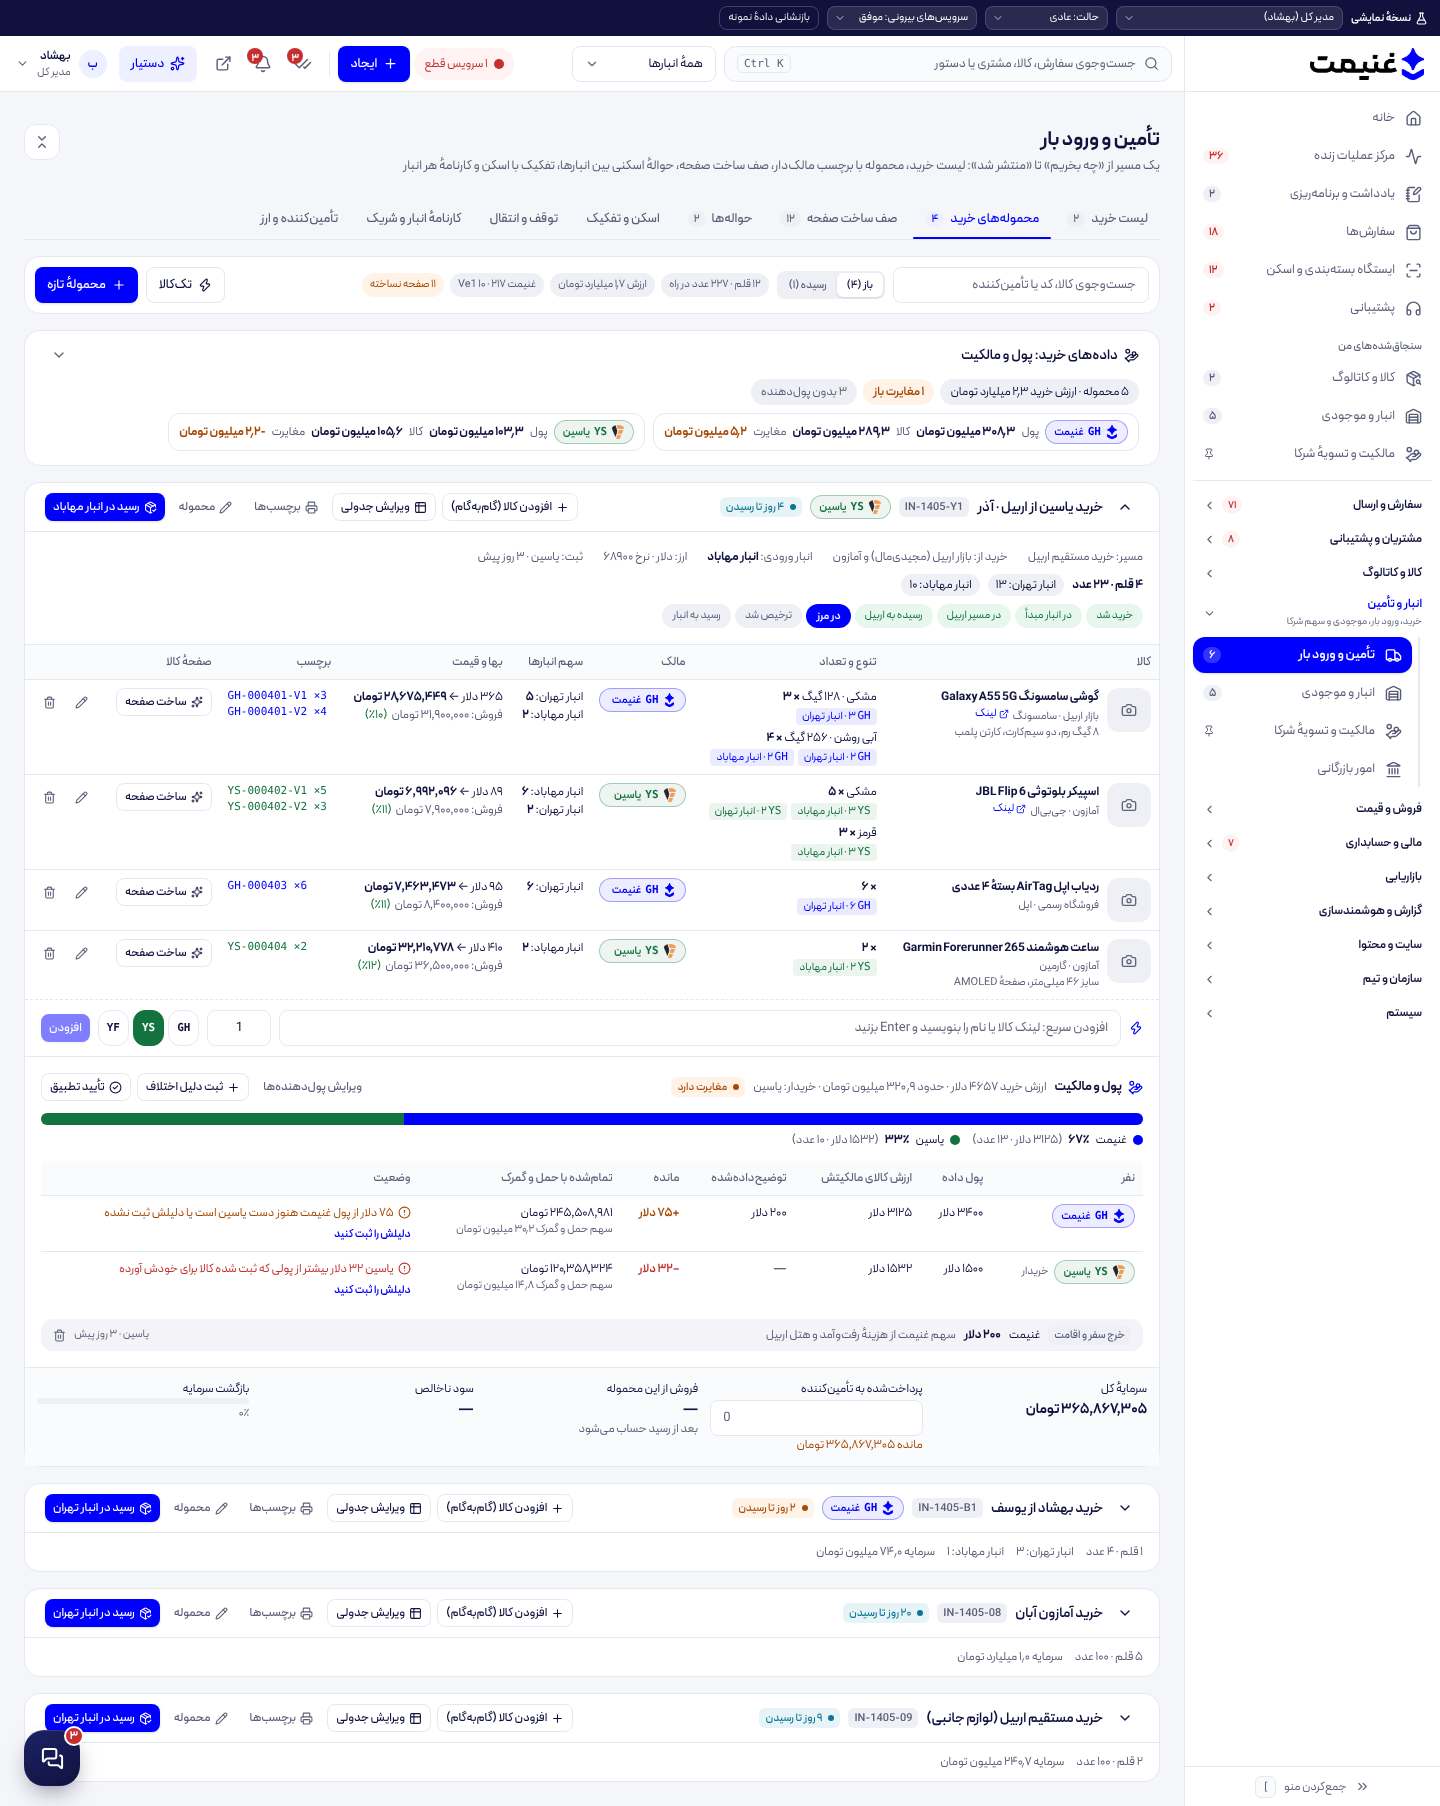 نسخهٔ نمایشی
مدیر کل (بهشاد)
حالت: عادی
سرویس‌های بیرونی: موفق
بازنشانی دادهٔ نمونه
غنیمت
جست‌وجوی سفارش، کالا، مشتری یا دستور
Ctrl K
همهٔ انبارها
۱ سرویس قطع
ایجاد
۳
۳
دستیار
ب
بهشاد
مدیر کل
خانه
مرکز عملیات زنده ۳۶
یادداشت و برنامه‌ریزی ۲
سفارش‌ها ۱۸
ایستگاه بسته‌بندی و اسکن ۱۲
پشتیبانی ۲
سنجاق‌شده‌های من
کالا و کاتالوگ ۲
انبار و موجودی ۵
مالکیت و تسویهٔ شرکا
سفارش و ارسال ۷۱
مشتریان و پشتیبانی ۸
کالا و کاتالوگ
انبار و تأمین
خرید، ورود بار، موجودی و سهم شرکا
تأمین و ورود بار ۶
انبار و موجودی ۵
مالکیت و تسویهٔ شرکا
امور بازرگانی
فروش و قیمت
مالی و حسابداری ۷
بازاریابی
گزارش و هوشمندسازی
سایت و محتوا
سازمان و تیم
سیستم
جمع‌کردن منو [
تأمین و ورود بار
یک مسیر از «چه بخریم» تا «منتشر شد»: لیست خرید، محموله با برچسب مالک‌دار، صف ساخت صفحه، حوالهٔ اسکنی بین انبارها، تفکیک با اسکن و کارنامهٔ هر انبار
لیست خرید ۲
محموله‌های خرید ۴
صف ساخت صفحه ۱۲
حواله‌ها ۲
اسکن و تفکیک
توقف و انتقال
کارنامهٔ انبار و شریک
تأمین‌کننده و ارز
جست‌وجوی کالا، کد یا تأمین‌کننده
باز (۴)
رسیده (۱)
۱۲ قلم · ۲۲۷ عدد در راه
ارزش ۱٫۷ میلیارد تومان
غنیمت ۲۱۷ · Ve1 ۱۰
۱۱ صفحه نساخته
تک‌کالا
محمولهٔ تازه
داده‌های خرید: پول و مالکیت
۵ محموله · ارزش خرید ۲٫۳ میلیارد تومان
۱ مغایرت باز
۳ بدون پول‌دهنده
GH غنیمت پول ۳۰۸٫۳ میلیون تومان کالا ۲۸۹٫۳ میلیون تومان مغایرت ۵٫۲ میلیون تومان
YS یاسین پول ۱۰۳٫۳ میلیون تومان کالا ۱۰۵٫۶ میلیون تومان مغایرت -۲٫۲ میلیون تومان
خرید یاسین از اربیل · آذر
IN-1405-Y1
YS یاسین
۴ روز تا رسیدن
افزودن کالا (گام‌به‌گام)
ویرایش جدولی
برچسب‌ها
محموله
رسید در انبار مهاباد
مسیر: خرید مستقیم اربیل
خرید از: بازار اربیل (مجیدی‌مال) و آمازون
انبار ورودی: انبار مهاباد
ارز: دلار · نرخ ۶۸۹۰۰
ثبت: یاسین · ۳ روز پیش
۴ قلم · ۲۳ عدد
انبار تهران: ۱۳
انبار مهاباد: ۱۰
خرید شد
در انبار مبدأ
در مسیر اربیل
رسیده به اربیل
در مرز
ترخیص شد
رسید به انبار
کالا
تنوع و تعداد
مالک
سهم انبارها
بها و قیمت
برچسب
صفحهٔ کالا
گوشی سامسونگ Galaxy A55 5G
بازار اربیل · سامسونگ لینک
۸ گیگ رم، دو سیم‌کارت، کارتن پلمب
مشکی · ۱۲۸ گیگ × ۳
GH ۳ · انبار تهران
آبی روشن · ۲۵۶ گیگ × ۴
GH ۲ · انبار تهران
GH ۲ · انبار مهاباد
GH غنیمت
انبار تهران: ۵
انبار مهاباد: ۲
۳۶۵ دلار ← ۲۸,۶۷۵,۴۴۹ تومان
فروش: ۳۱,۹۰۰,۰۰۰ تومان (۱۰٪)
GH-000401-V1 ×3
GH-000401-V2 ×4
ساخت صفحه
اسپیکر بلوتوثی JBL Flip 6
آمازون · جی‌بی‌ال لینک
مشکی × ۵
YS ۳ · انبار مهاباد
YS ۲ · انبار تهران
قرمز × ۳
YS ۳ · انبار مهاباد
YS یاسین
انبار مهاباد: ۶
انبار تهران: ۲
۸۹ دلار ← ۶,۹۹۲,۰۹۶ تومان
فروش: ۷,۹۰۰,۰۰۰ تومان (۱۱٪)
YS-000402-V1 ×5
YS-000402-V2 ×3
ساخت صفحه
ردیاب اپل AirTag بستهٔ ۴ عددی
فروشگاه رسمی · اپل
× ۶
GH ۶ · انبار تهران
GH غنیمت
انبار تهران: ۶
۹۵ دلار ← ۷,۴۶۳,۴۷۳ تومان
فروش: ۸,۴۰۰,۰۰۰ تومان (۱۱٪)
GH-000403 ×6
ساخت صفحه
ساعت هوشمند Garmin Forerunner 265
آمازون · گارمین
سایز ۴۶ میلی‌متر، صفحهٔ AMOLED
× ۲
YS ۲ · انبار مهاباد
YS یاسین
انبار مهاباد: ۲
۴۱۰ دلار ← ۳۲,۲۱۰,۷۷۸ تومان
فروش: ۳۶,۵۰۰,۰۰۰ تومان (۱۲٪)
YS-000404 ×2
ساخت صفحه
افزودن سریع: لینک کالا یا نام را بنویسید و Enter بزنید
1
GH
YS
YF
افزودن
پول و مالکیت
ارزش خرید ۴۶۵۷ دلار · حدود ۳۲۰٫۹ میلیون تومان · خریدار: یاسین
مغایرت دارد
ویرایش پول‌دهنده‌ها
ثبت دلیل اختلاف
تأیید تطبیق
غنیمت ۶۷٪ (۳۱۲۵ دلار · ۱۳ عدد)
یاسین ۳۳٪ (۱۵۳۲ دلار · ۱۰ عدد)
نفر
پول داده
ارزش کالای مالکیتش
توضیح‌داده‌شده
مانده
تمام‌شده با حمل و گمرک
وضعیت
GH غنیمت
۳۴۰۰ دلار
۳۱۲۵ دلار
۲۰۰ دلار
+۷۵ دلار
۲۴۵,۵۰۸,۹۸۱ تومان
سهم حمل و گمرک ۳۰٫۲ میلیون تومان
۷۵ دلار از پول غنیمت هنوز دست یاسین است یا دلیلش ثبت نشده
دلیلش را ثبت کنید
YS یاسین خریدار
۱۵۰۰ دلار
۱۵۳۲ دلار
—
−۳۲ دلار
۱۲۰,۳۵۸,۳۲۴ تومان
سهم حمل و گمرک ۱۴٫۸ میلیون تومان
یاسین ۳۲ دلار بیشتر از پولی که ثبت شده کالا برای خودش آورده
دلیلش را ثبت کنید
خرج سفر و اقامت غنیمت ۲۰۰ دلار سهم غنیمت از هزینهٔ رفت‌وآمد و هتل اربیل
یاسین · ۳ روز پیش
سرمایهٔ کل
۳۶۵,۸۶۷,۳۰۵ تومان
پرداخت‌شده به تأمین‌کننده
0
مانده ۳۶۵,۸۶۷,۳۰۵ تومان
فروش از این محموله
—
بعد از رسید حساب می‌شود
سود ناخالص
—
بازگشت سرمایه
۰٪
خرید بهشاد از یوسف
IN-1405-B1
GH غنیمت
۲ روز تا رسیدن
افزودن کالا (گام‌به‌گام)
ویرایش جدولی
برچسب‌ها
محموله
رسید در انبار تهران
۱ قلم · ۴ عدد
انبار تهران: ۳
انبار مهاباد: ۱
سرمایه ۷۴٫۰ میلیون تومان
خرید آمازون آبان
IN-1405-08
۲۰ روز تا رسیدن
افزودن کالا (گام‌به‌گام)
ویرایش جدولی
برچسب‌ها
محموله
رسید در انبار تهران
۵ قلم · ۱۰۰ عدد
سرمایه ۱٫۰ میلیارد تومان
خرید مستقیم اربیل (لوازم جانبی)
IN-1405-09
۹ روز تا رسیدن
افزودن کالا (گام‌به‌گام)
ویرایش جدولی
برچسب‌ها
محموله
رسید در انبار تهران
۲ قلم · ۱۰۰ عدد
سرمایه ۲۴۰٫۷ میلیون تومان
۳